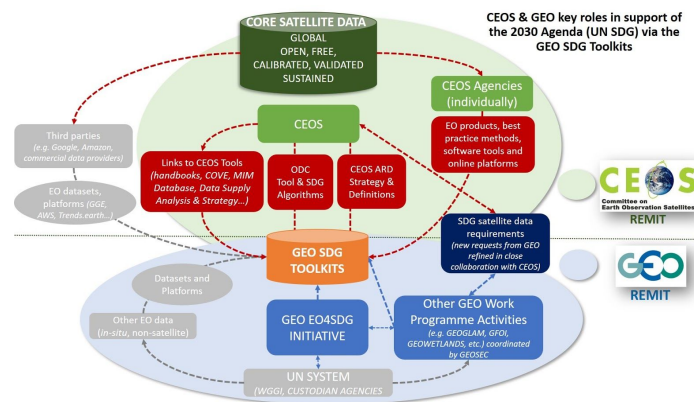 CEOS & GEO key roles in support of
the 2030 Agenda (UN SDG) via the
GEO SDG Toolkits
CORE SATELLITE DATA
GLOBAL
OPEN, FREE,
CALIBRATED, VALIDATED
SUSTAINED
CEOS Agencies
(individually)
Third parties
(e.g. Google, Amazon,
commercial data providers)
CEOS
EO products, best
practice methods,
software tools and
online platforms
Links to CEOS Tools
(handbooks, COVE, MIM
Database, Data Supply
Analysis & Strategy...)
ODC
Tool & SDG
Algorithms
CEOS ARD
Strategy &
Definitions
EO datasets,
platforms (GGE,
AWS, Trends.earth...)
CEOS
Committee on
Earth Observation Satellites
REMIT
SDG satellite data
requirements
(new requests from GEO
refined in close
collaboration with CEOS)
GEO SDG
TOOLKITS
GEO
REMIT
Datasets and
Platforms
Other EO data
(in-situ, non-satellite)
GEO EO4SDG
INITIATIVE
Other GEO Work
Programme Activities
(e.g. GEOGLAM, GFOI,
GEOWETLANDS, etc.) coordinated
by GEOSEC
UN SYSTEM
(WGGI, CUSTODIAN AGENCIES)